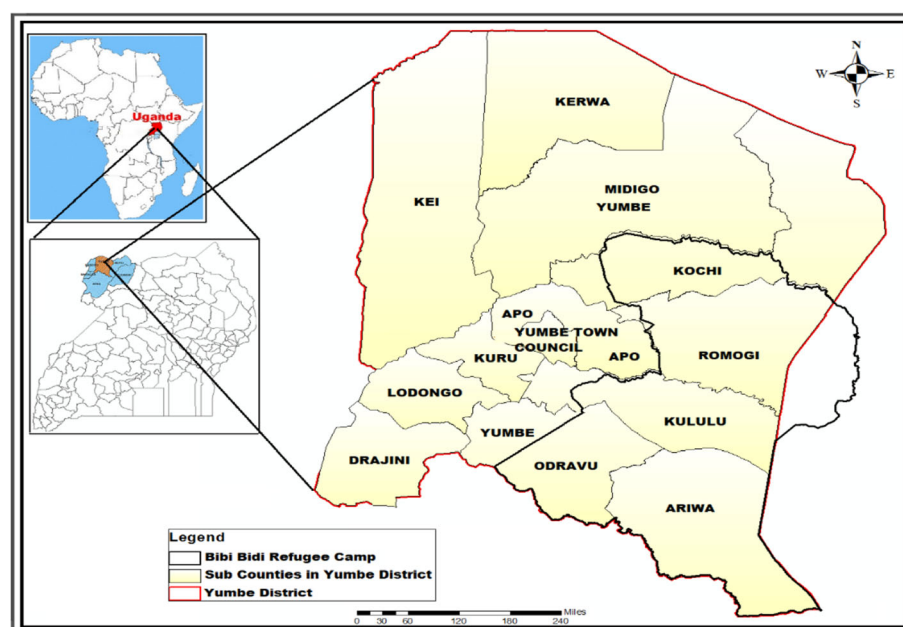 N
W E
S
Uganda
KERWA
KEI
MIDIGO
YUMBE
KOCHI
APO
YUMBE TOWN
COUNCIL
APO
ROMOGI
KURU
LODONGO
KULULU
YUMBE
DRAJINI
ODRAVU
ARIWA
Legend
Bibi Bidi Refugee Camp
Sub Counties in Yumbe District
Yumbe District
Miles
0 30 60 120 180 240